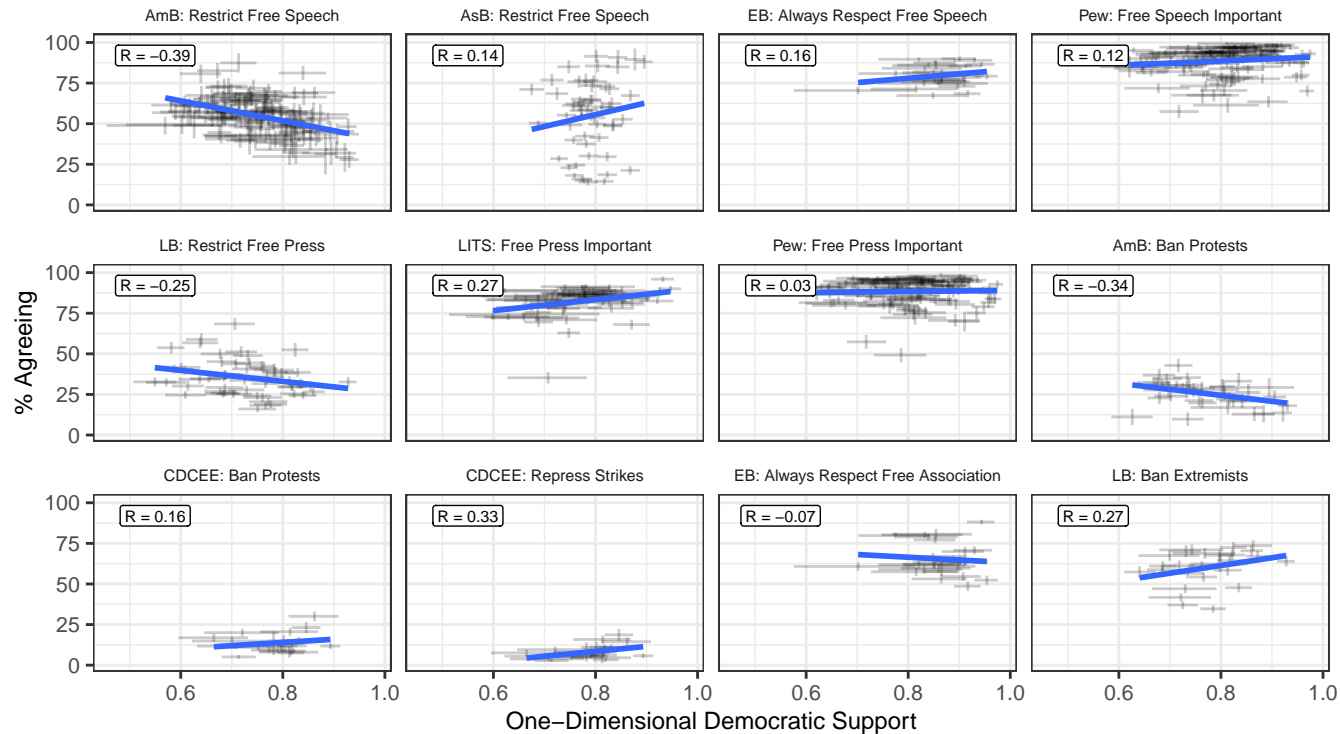 AmB: Restrict Free Speech
AsB: Restrict Free Speech
EB: Always Respect Free Speech
Pew: Free Speech Important
100
75
50
25
0
R = −0.39
R = 0.14
R = 0.16
R = 0.12
LB: Restrict Free Press
LITS: Free Press Important
Pew: Free Press Important
AmB: Ban Protests
% Agreeing
100
75
50
25
0
R = −0.25
R = 0.27
R = 0.03
R = −0.34
CDCEE: Ban Protests
CDCEE: Repress Strikes
EB: Always Respect Free Association
LB: Ban Extremists
100
75
50
25
0
R = 0.16
R = 0.33
R = −0.07
R = 0.27
0.6 0.8 1.0
0.6 0.8 1.0
0.6 0.8 1.0
0.6 0.8 1.0
One−Dimensional Democratic Support